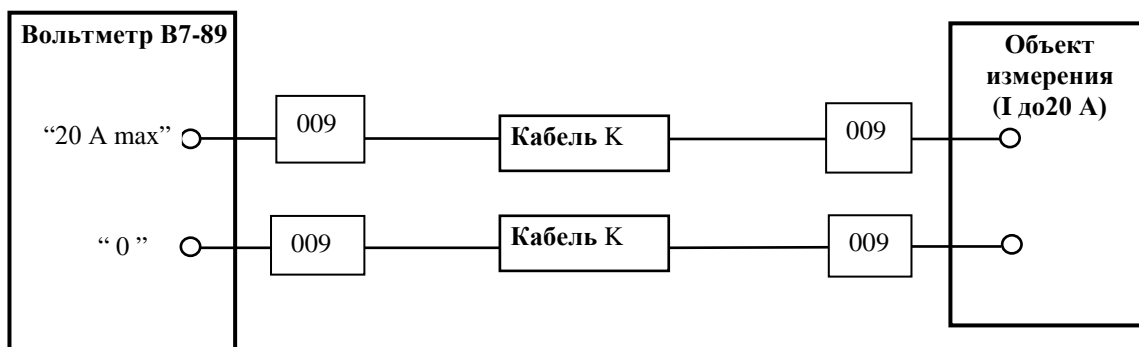 Вольтметр В7-89
Объект
измерения
(I до20 А)
“20 А max”
009
Кабель К
009
“ 0 ”
009
Кабель К
009